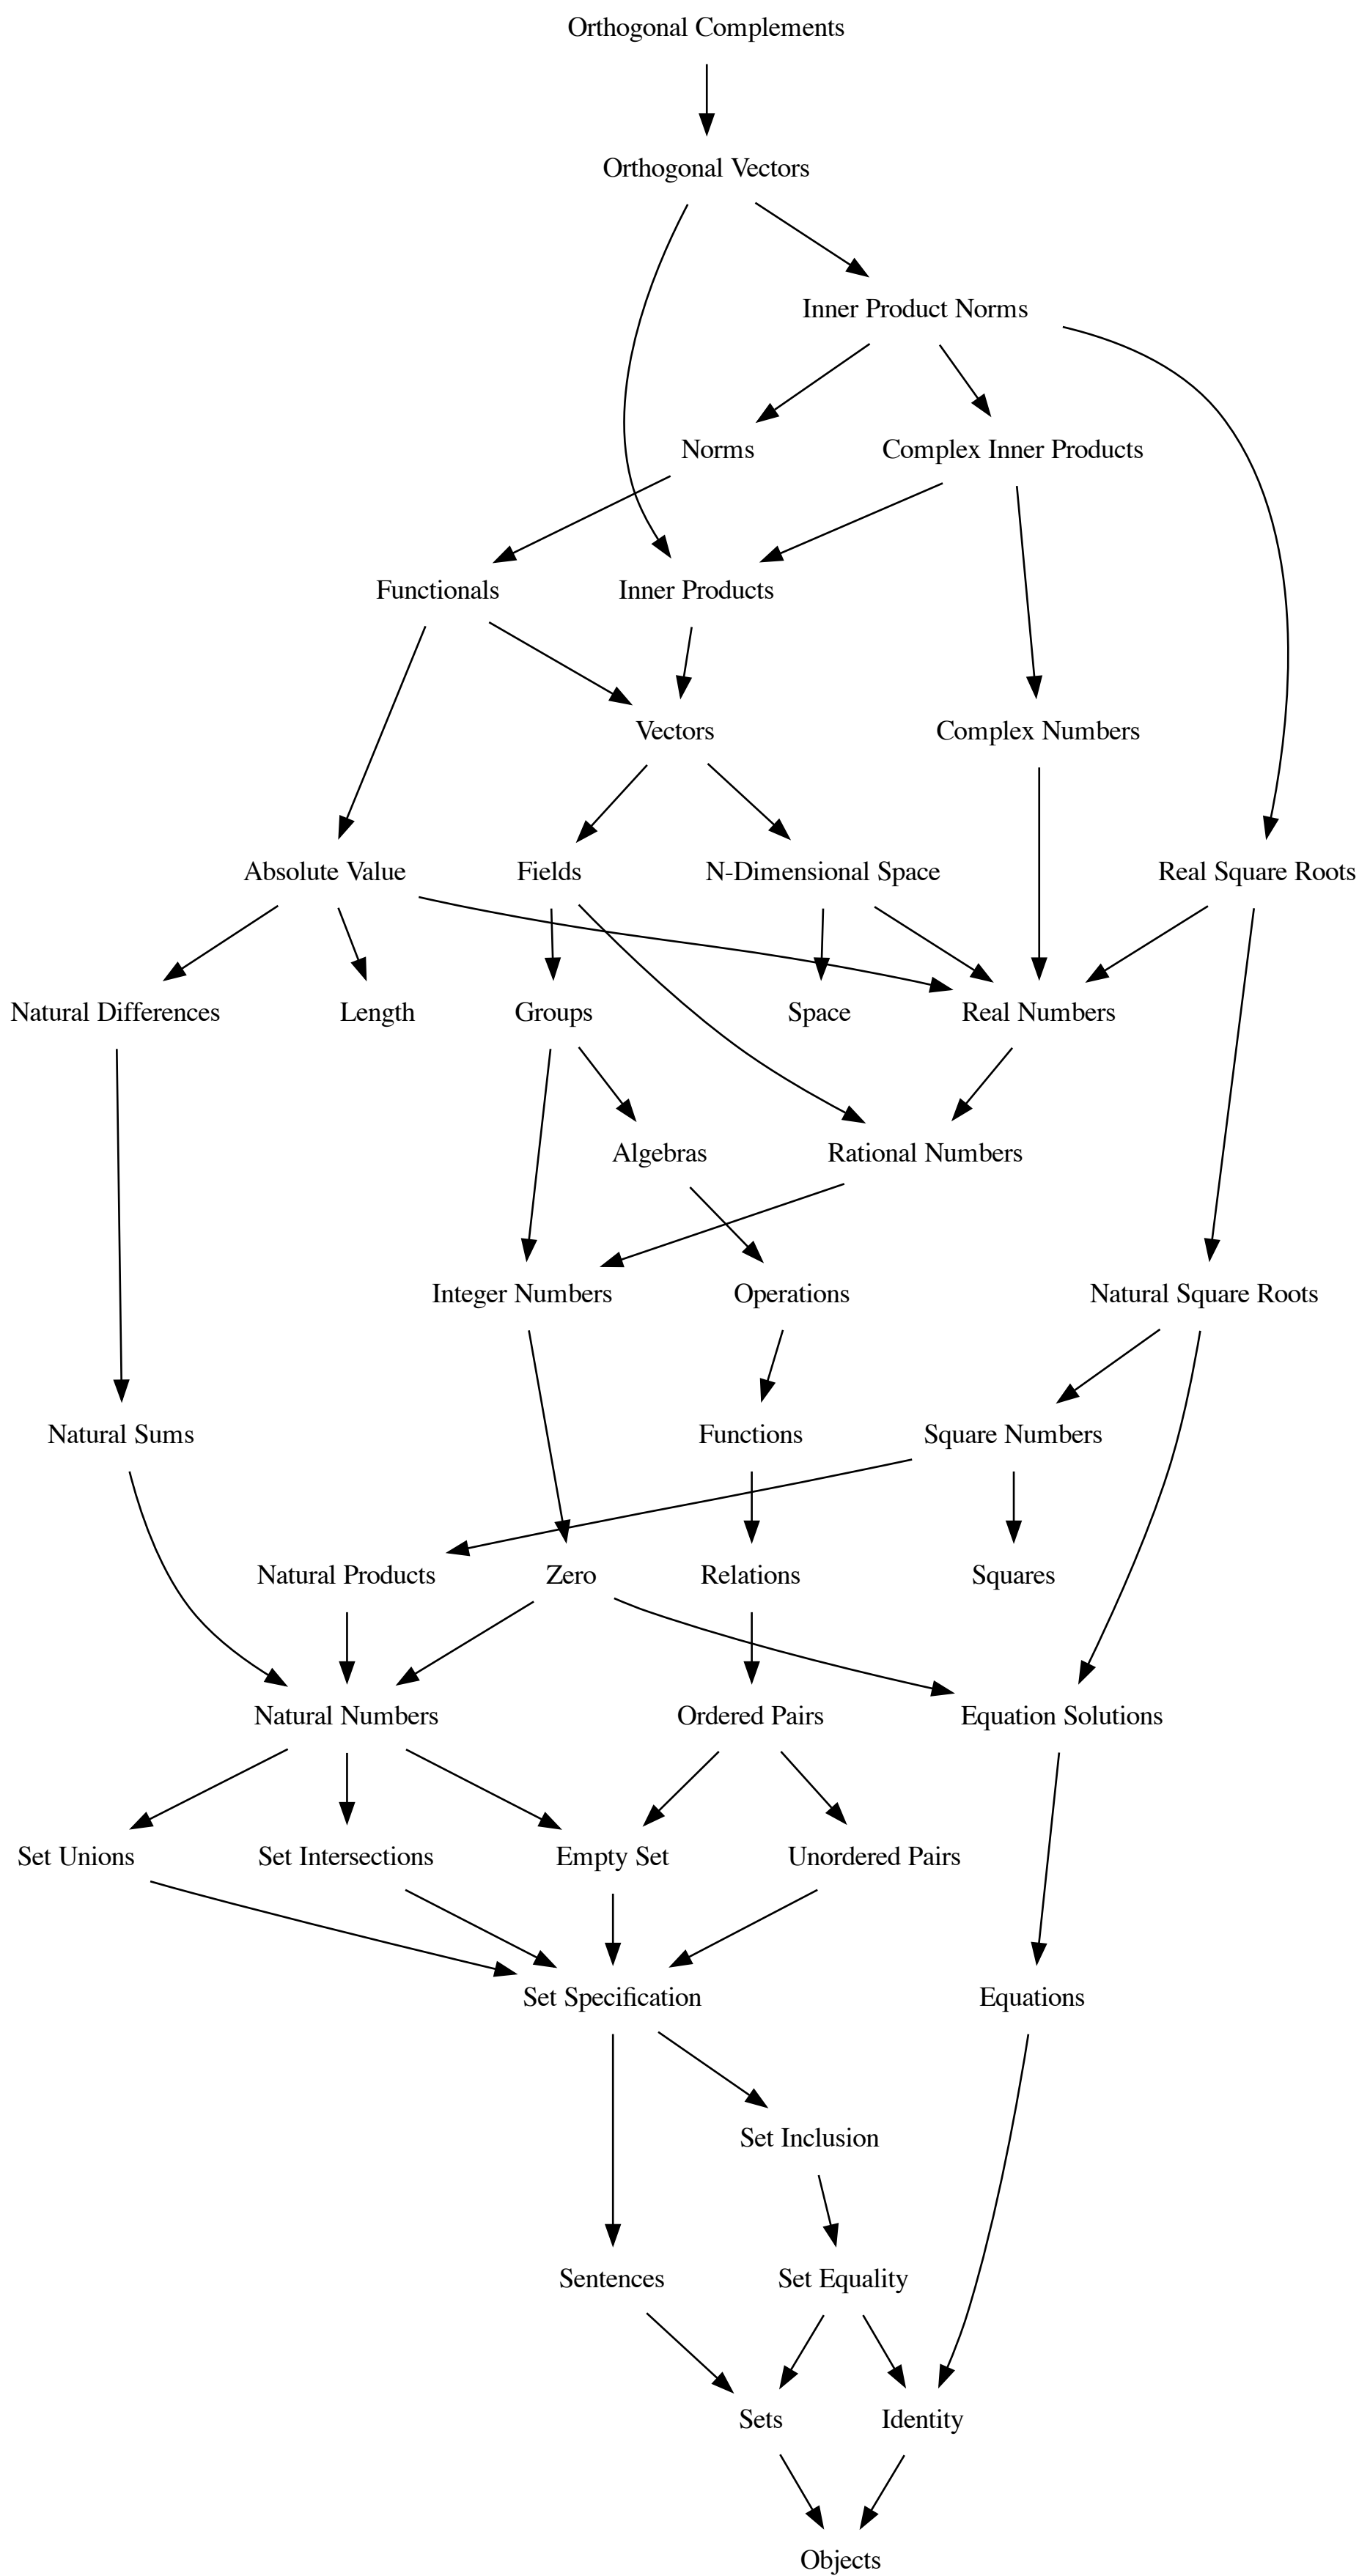 Orthogonal Complements
Orthogonal Vectors
Inner Product Norms
Norms
Complex Inner Products
Functionals
Inner Products
Vectors
Complex Numbers
Absolute Value
Fields
N-Dimensional Space
Real Square Roots
Natural Differences
Length
Groups
Space
Real Numbers
Algebras
Rational Numbers
Integer Numbers
Operations
Natural Square Roots
Natural Sums
Functions
Square Numbers
Natural Products
Zero
Relations
Squares
Natural Numbers
Ordered Pairs
Equation Solutions
Set Unions
Set Intersections
Empty Set
Unordered Pairs
Set Specification
Equations
Set Inclusion
Sentences
Set Equality
Sets
Identity
Objects